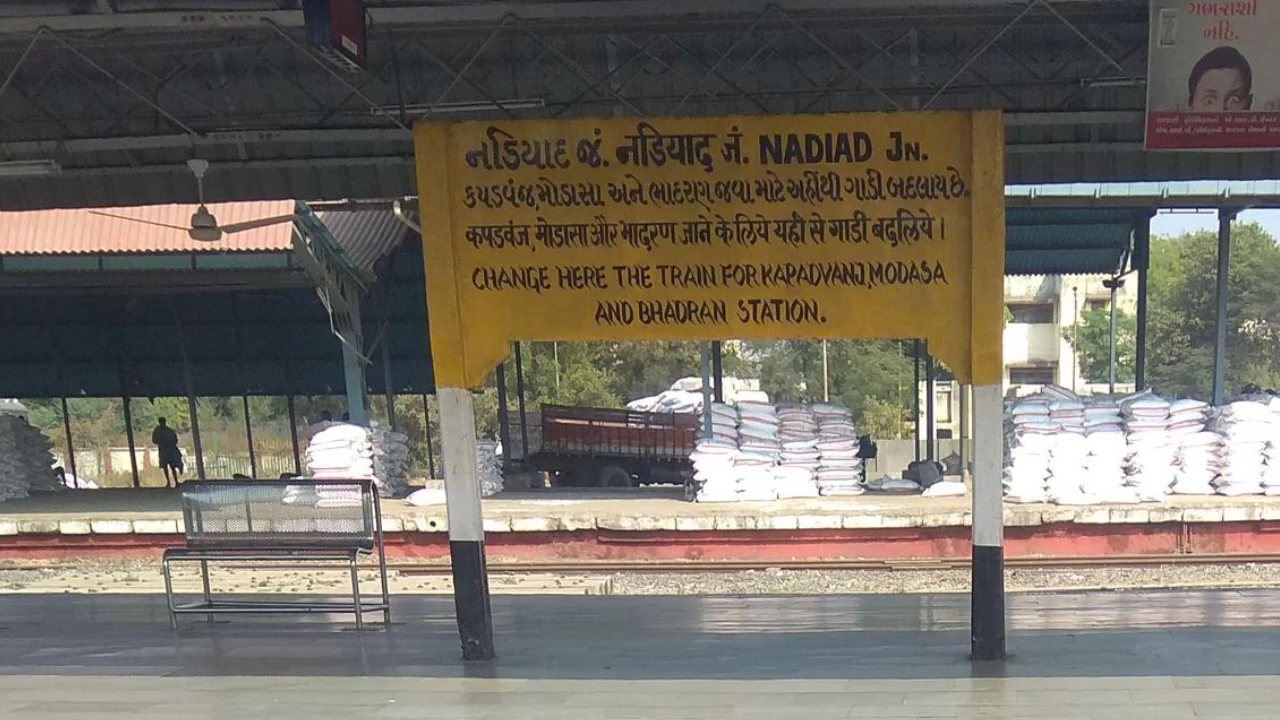 નડિયાદ જં. नडियाद जं. NADIAD JN.
કપડવંજ, મોડાસા અને ભાદરણ જવા માટે અહીંથી ગાડી બદલાય છે.
कपडवंज, मोडासा और भादरण जाने के लिये यही से गाडी बदलिये।
CHANGE HERE THE TRAIN FOR KAPADVANJ, MODASA
AND BHADRAN STATION.
ગભરાશો
નહિ.